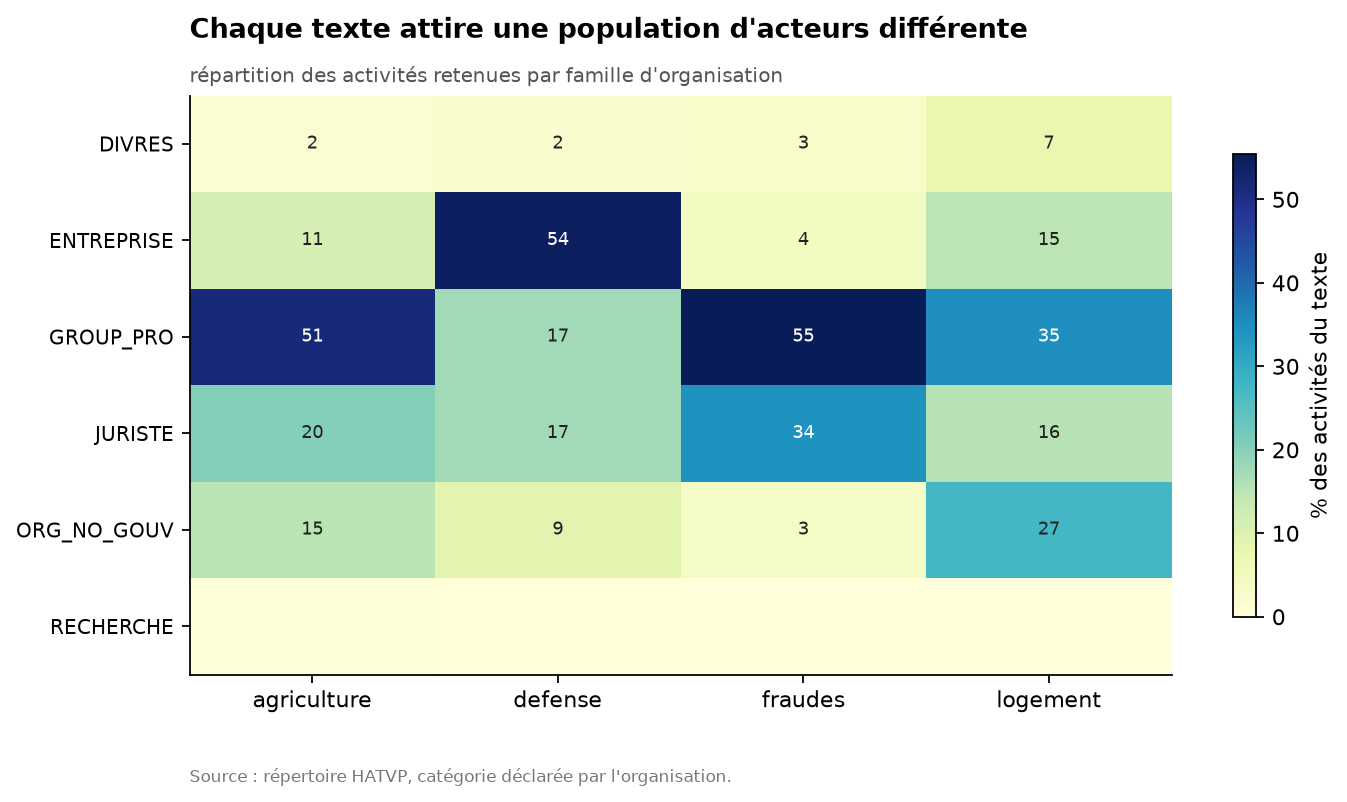 Chaque texte attire une population d'acteurs différente
répartition des activités retenues par famille d'organisation
DIVRES 2 2 3 7
ENTREPRISE 11 54 4 15
GROUP_PRO 51 17 55 35
JURISTE 20 17 34 16
ORG_NO_GOUV 15 9 3 27
RECHERCHE
agriculture defense fraudes logement
50
40
30
20
10
0
% des activités du texte
Source : répertoire HATVP, catégorie déclarée par l'organisation.